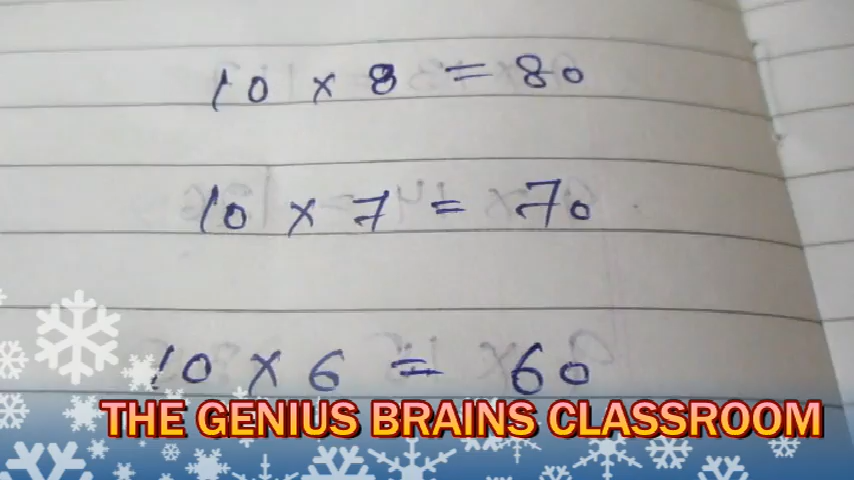 10 × 8 = 80
10 × 7 = 70
10 × 6 = 60
THE GENIUS BRAINS CLASSROOM